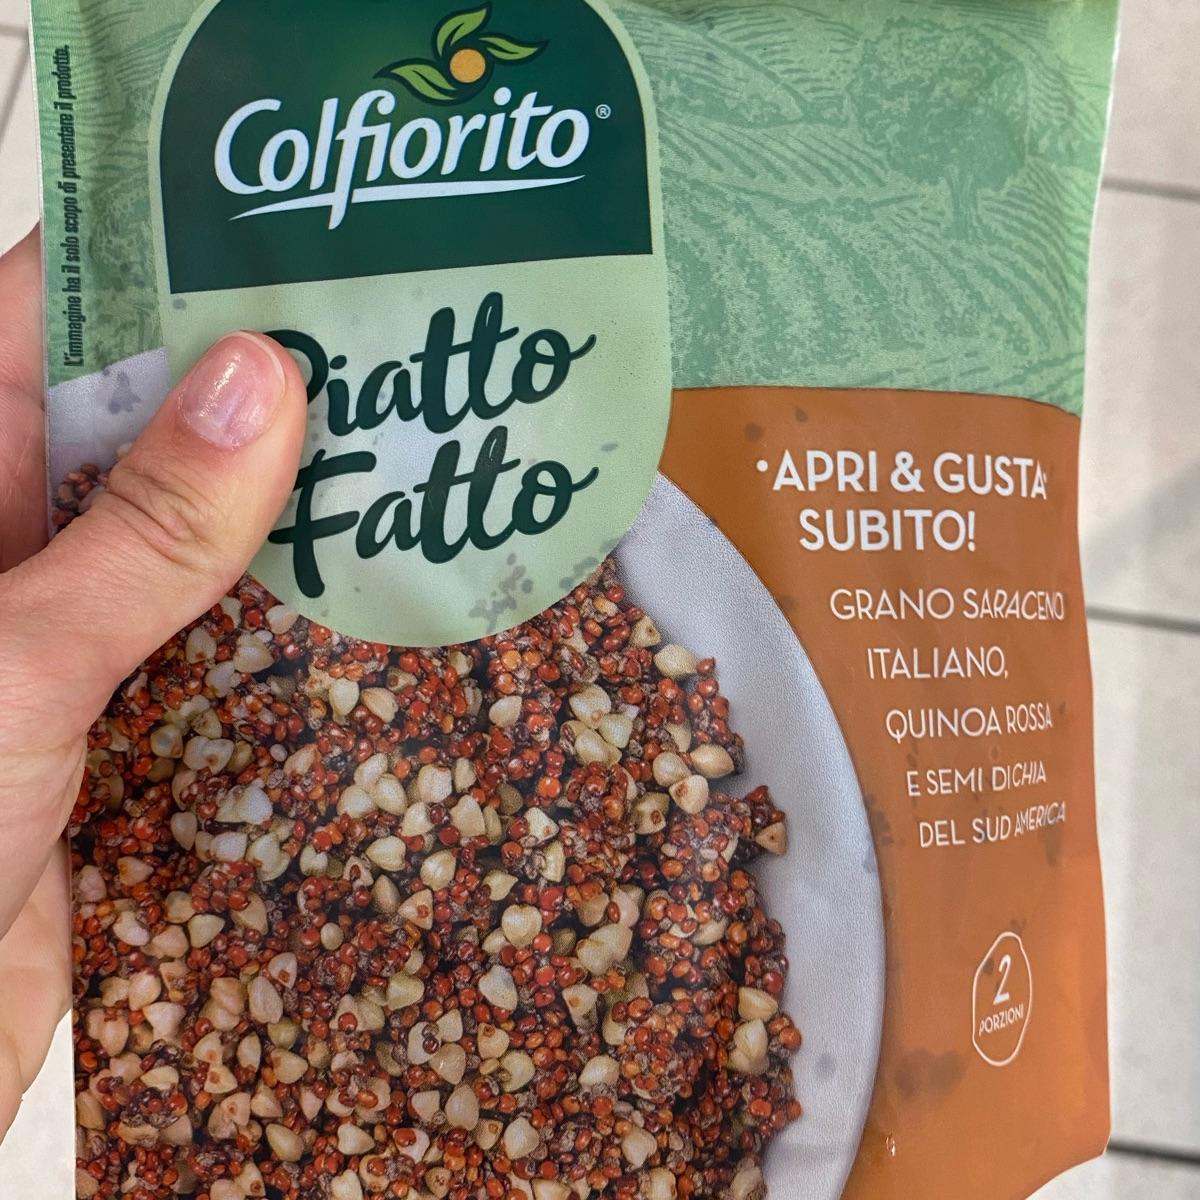 L'immagine ha il solo scopo di presentare il prodotto.
Colfiorito®
Piatto
Fatto
•APRI & GUSTA
SUBITO!
GRANO SARACENO
ITALIANO,
QUINOA ROSSA
E SEMI DI CHIA
DEL SUD AMERICA
2
PORZIONI